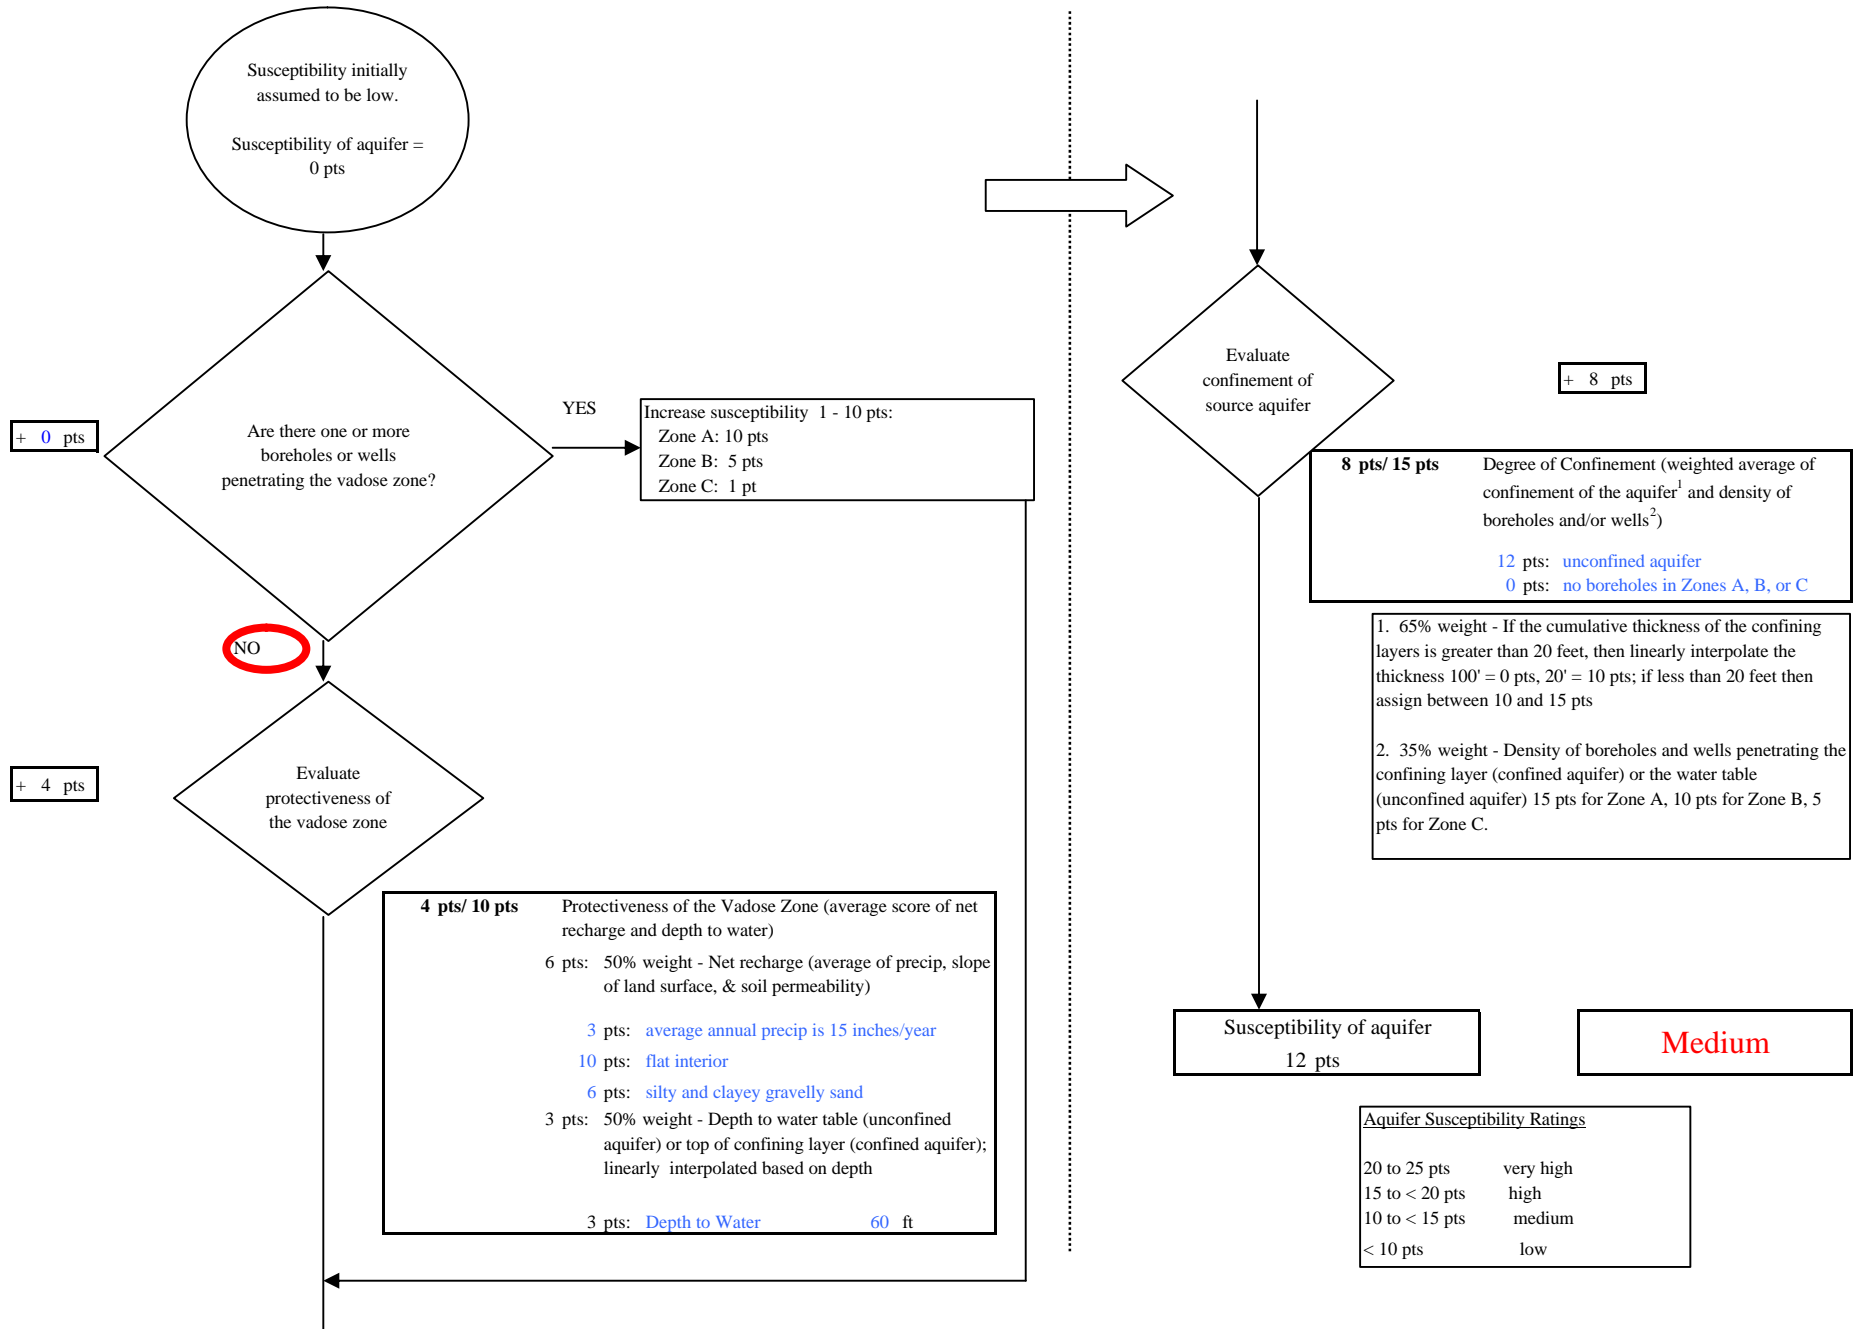 Susceptibility initially
assumed to be low.
Susceptibility of aquifer =
0 pts
+ 0 pts
Are there one or more
boreholes or wells
penetrating the vadose zone?
YES
Increase susceptibility 1 - 10 pts:
Zone A: 10 pts
Zone B: 5 pts
Zone C: 1 pt
NO
+ 4 pts
Evaluate
protectiveness of
the vadose zone
4 pts/ 10 pts Protectiveness of the Vadose Zone (average score of net
recharge and depth to water)
6 pts: 50% weight - Net recharge (average of precip, slope
of land surface, & soil permeability)
3 pts: average annual precip is 15 inches/year
10 pts: flat interior
6 pts: silty and clayey gravelly sand
3 pts: 50% weight - Depth to water table (unconfined
aquifer) or top of confining layer (confined aquifer);
linearly interpolated based on depth
3 pts: Depth to Water 60 ft
Evaluate
confinement of
source aquifer
+ 8 pts
8 pts/ 15 pts Degree of Confinement (weighted average of
confinement of the aquifer1 and density of
boreholes and/or wells2)
12 pts: unconfined aquifer
0 pts: no boreholes in Zones A, B, or C
1. 65% weight - If the cumulative thickness of the confining
layers is greater than 20 feet, then linearly interpolate the
thickness 100' = 0 pts, 20' = 10 pts; if less than 20 feet then
assign between 10 and 15 pts
2. 35% weight - Density of boreholes and wells penetrating the
confining layer (confined aquifer) or the water table
(unconfined aquifer) 15 pts for Zone A, 10 pts for Zone B, 5
pts for Zone C.
Susceptibility of aquifer
12 pts
Medium
Aquifer Susceptibility Ratings
20 to 25 pts very high
15 to < 20 pts high
10 to < 15 pts medium
< 10 pts low